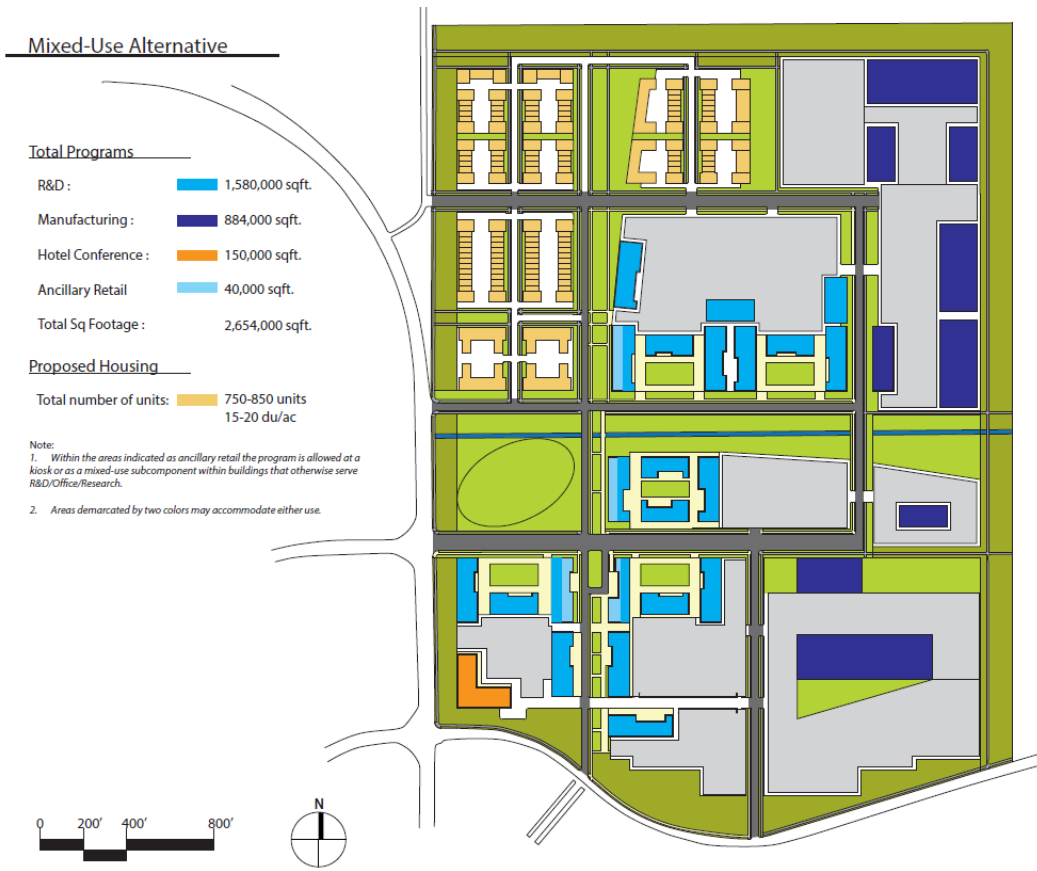 Mixed-Use Alternative
Total Programs
R&D : 1,580,000 sqft.
Manufacturing : 884,000 sqft.
Hotel Conference : 150,000 sqft.
Ancillary Retail 40,000 sqft.
Total Sq Footage : 2,654,000 sqft.
Proposed Housing
Total number of units: 750-850 units
15-20 du/ac
Note:
1. Within the areas indicated as ancillary retail the program is allowed at a
kiosk or as a mixed-use subcomponent within buildings that otherwise serve
R&D/Office/Research.
2. Areas demarcated by two colors may accommodate either use.
0 200' 400' 800'
N